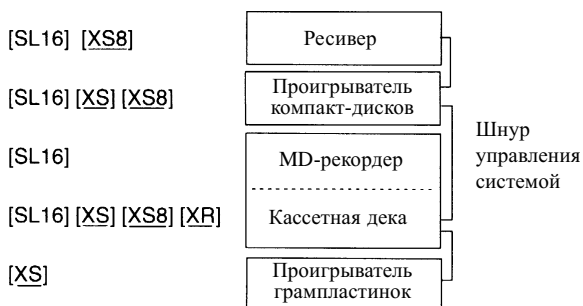 [SL16] [XS8] Ресивер
[SL16] [XS] [XS8] Проигрыватель
компакт-дисков
Шнур
управления
системой
[SL16] MD-рекордер
[SL16] [XS] [XS8] [XR] Кассетная дека
[XS] Проигрыватель
грампластинок